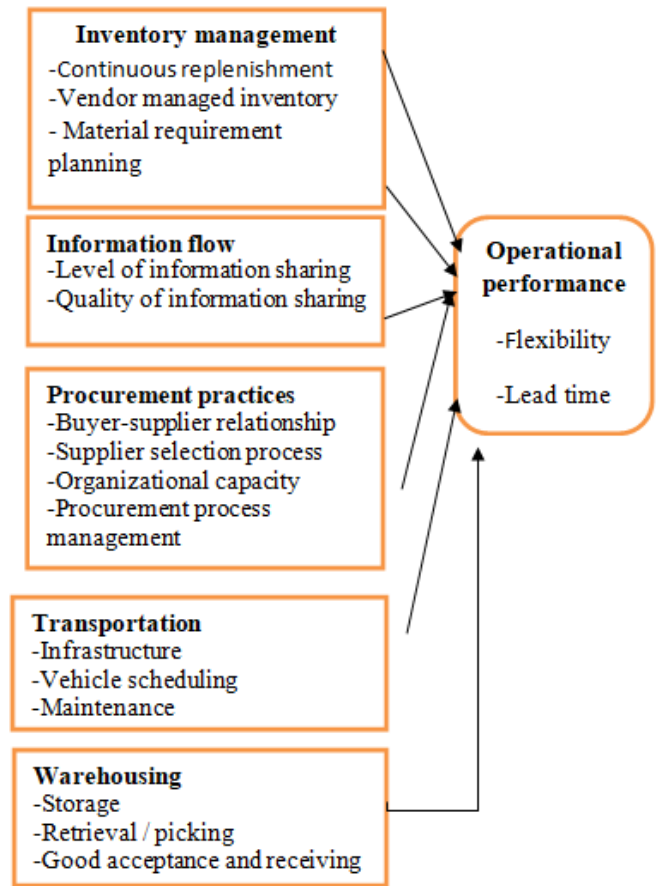 Inventory management
-Continuous replenishment
-Vendor managed inventory
- Material requirement
planning
Information flow
-Level of information sharing
-Quality of information sharing
Procurement practices
-Buyer-supplier relationship
-Supplier selection process
-Organizational capacity
-Procurement process
management
Transportation
-Infrastructure
-Vehicle scheduling
-Maintenance
Warehousing
-Storage
-Retrieval / picking
-Good acceptance and receiving
Operational
performance
-Flexibility
-Lead time